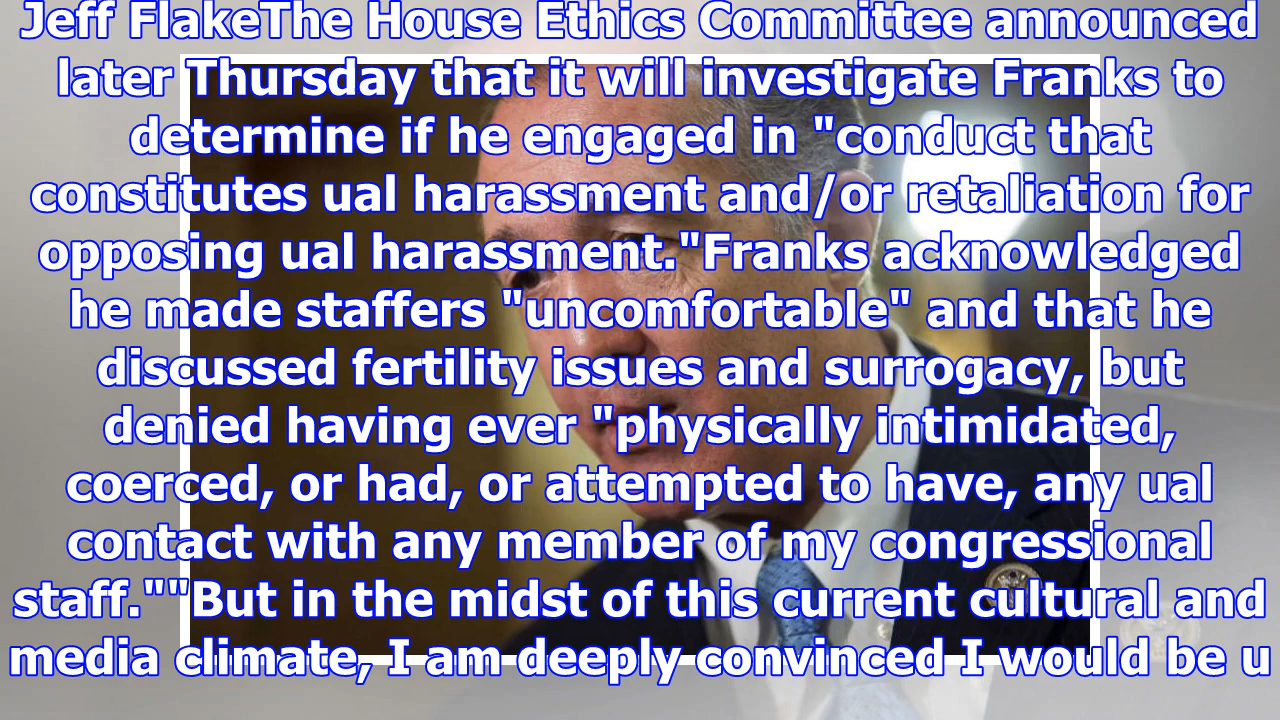 Jeff FlakeThe House Ethics Committee announced
later Thursday that it will investigate Franks to
determine if he engaged in "conduct that
constitutes ual harassment and/or retaliation for
opposing ual harassment."Franks acknowledged
he made staffers "uncomfortable" and that he
discussed fertility issues and surrogacy, but
denied having ever "physically intimidated,
coerced, or had, or attempted to have, any ual
contact with any member of my congressional
staff.""But in the midst of this current cultural and
media climate, I am deeply convinced I would be u